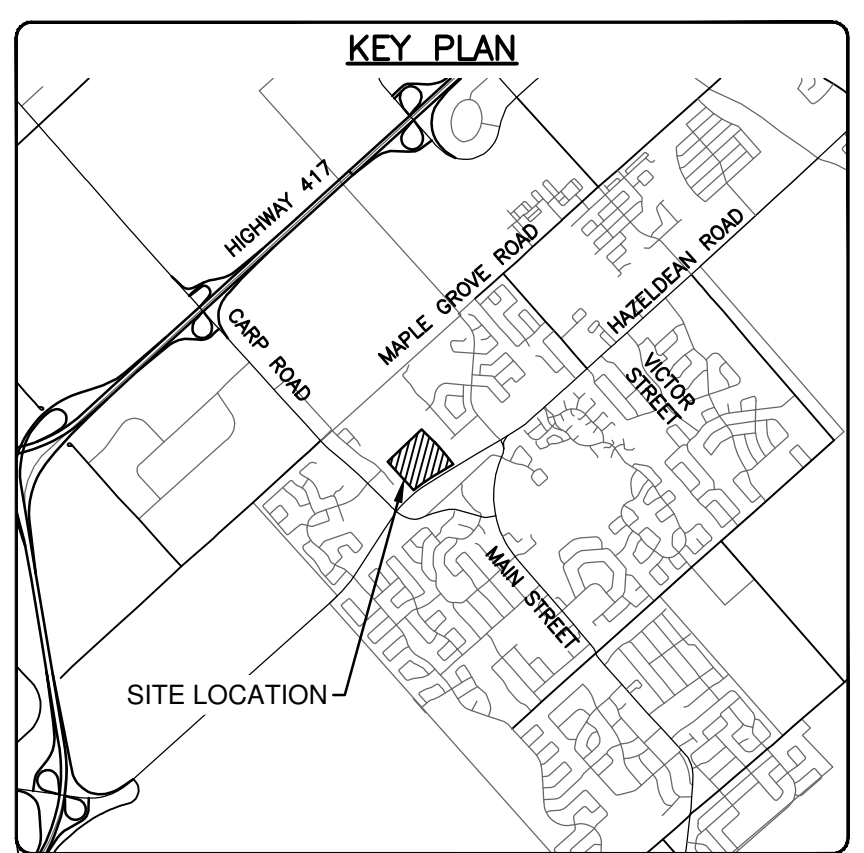 KEY PLAN
HIGHWAY 417
MAPLE GROVE ROAD
HAZELDEAN ROAD
CARP ROAD
VICTOR
STREET
MAIN STREET
SITE LOCATION